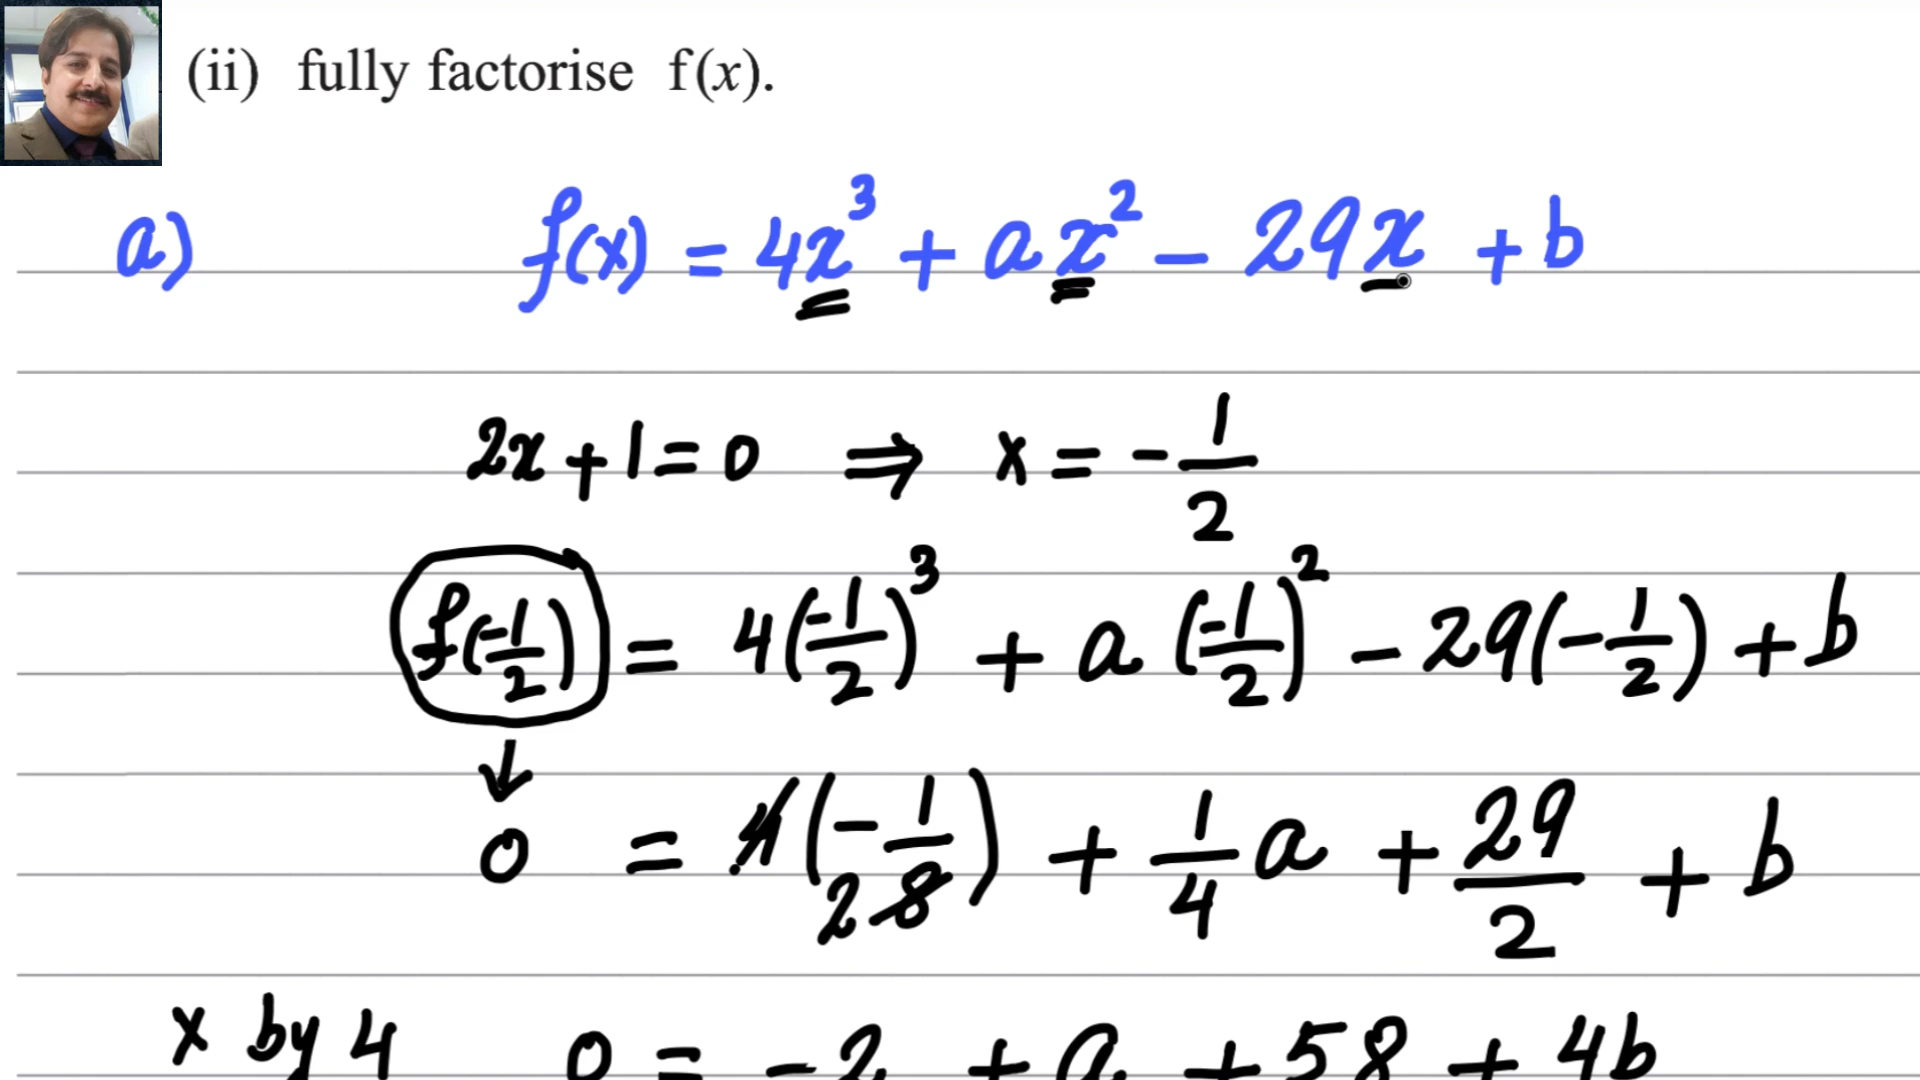 (ii) fully factorise f(x).
a) f(x) = 4x³ + ax² - 29x + b
2x+1=0 ⇒ x = -1/2
f(-1/2) = 4(-1/2)³ + a(-1/2)² - 29(-1/2) + b
↓
0 = 4(-1/8) + 1/4 a + 29/2 + b
2
x by 4 0 = -2 + a + 58 + 4b